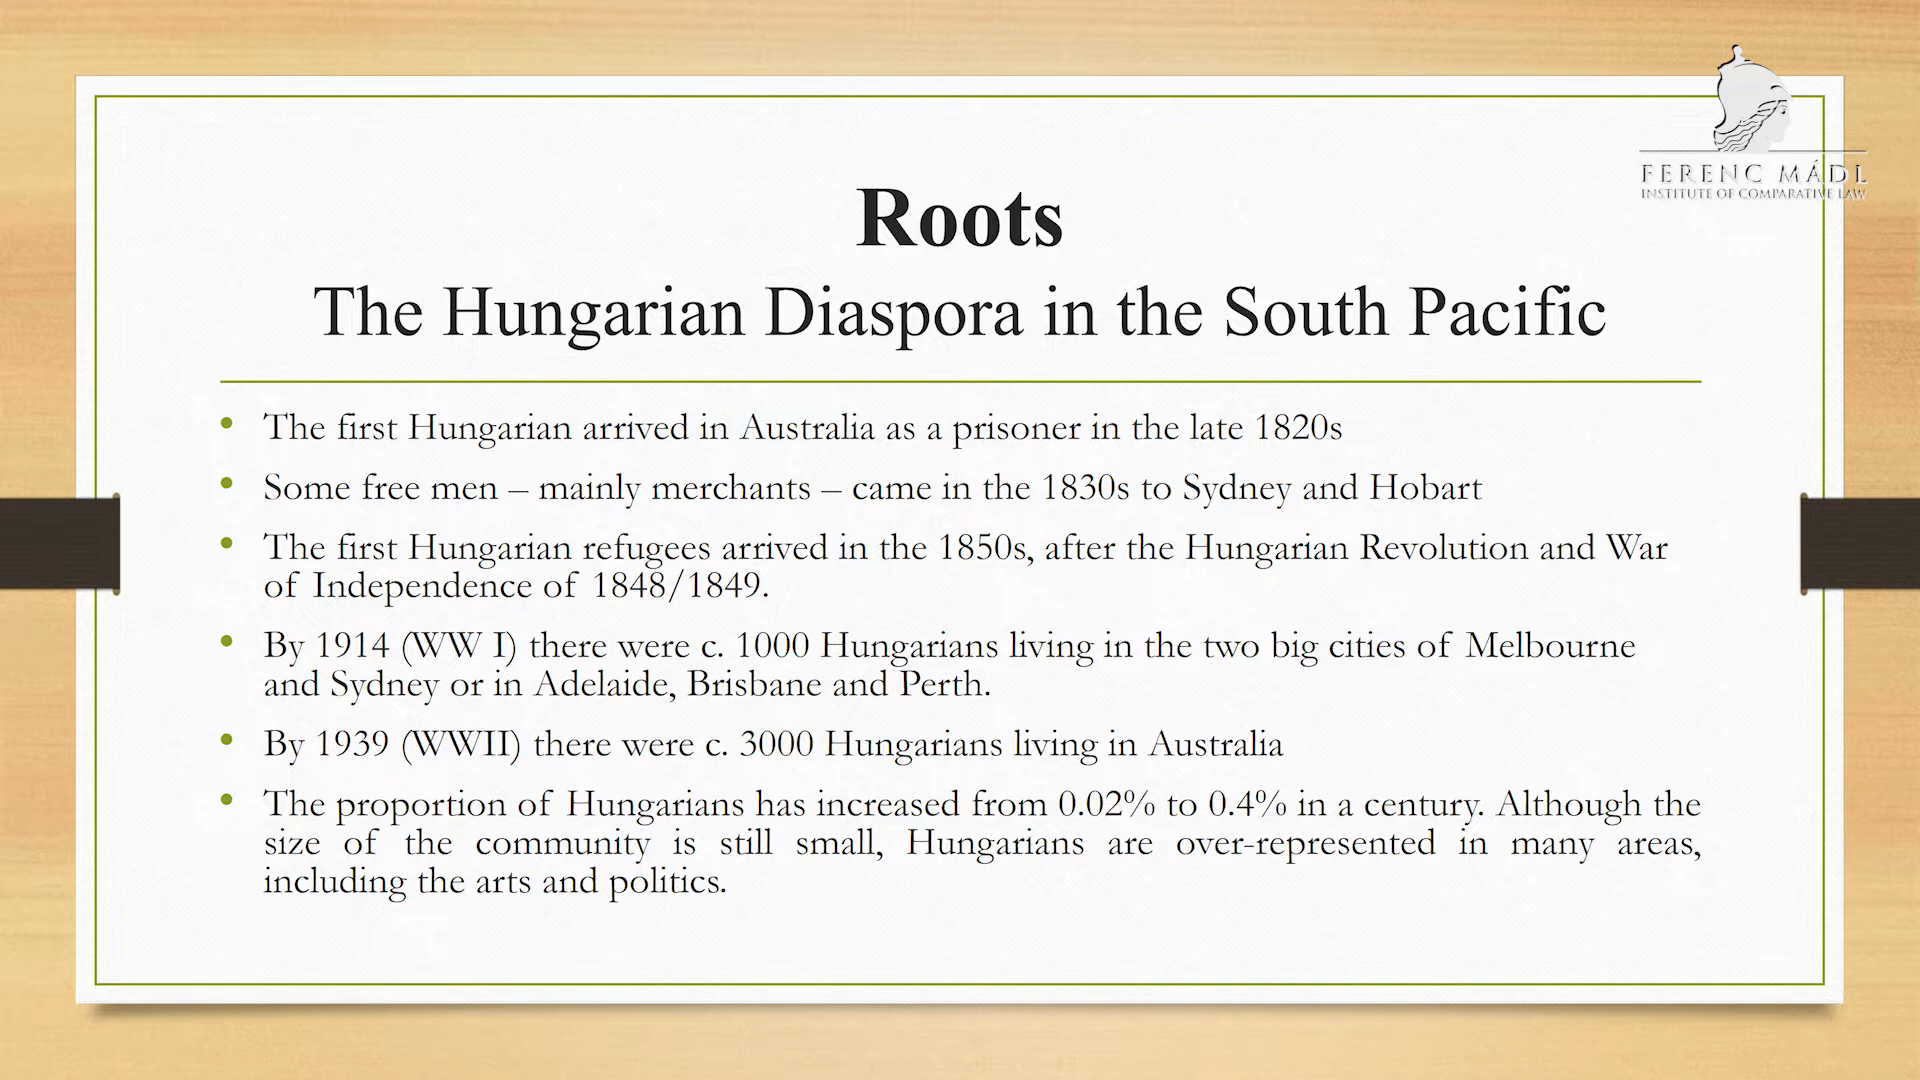 FERENC MÁDL
INSTITUTE OF COMPARATIVE LAW
Roots
The Hungarian Diaspora in the South Pacific
• The first Hungarian arrived in Australia as a prisoner in the late 1820s
• Some free men – mainly merchants – came in the 1830s to Sydney and Hobart
• The first Hungarian refugees arrived in the 1850s, after the Hungarian Revolution and War
of Independence of 1848/1849.
• By 1914 (WW I) there were c. 1000 Hungarians living in the two big cities of Melbourne
and Sydney or in Adelaide, Brisbane and Perth.
• By 1939 (WWII) there were c. 3000 Hungarians living in Australia
• The proportion of Hungarians has increased from 0.02% to 0.4% in a century. Although the
size of the community is still small, Hungarians are over-represented in many areas,
including the arts and politics.